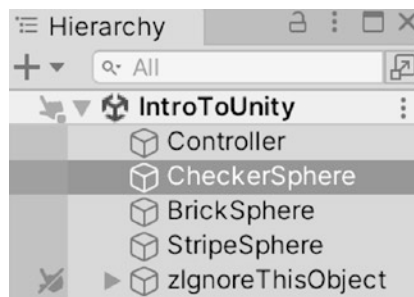 Hierarchy
All
IntroToUnity
Controller
CheckerSphere
BrickSphere
StripeSphere
zIgnoreThisObject